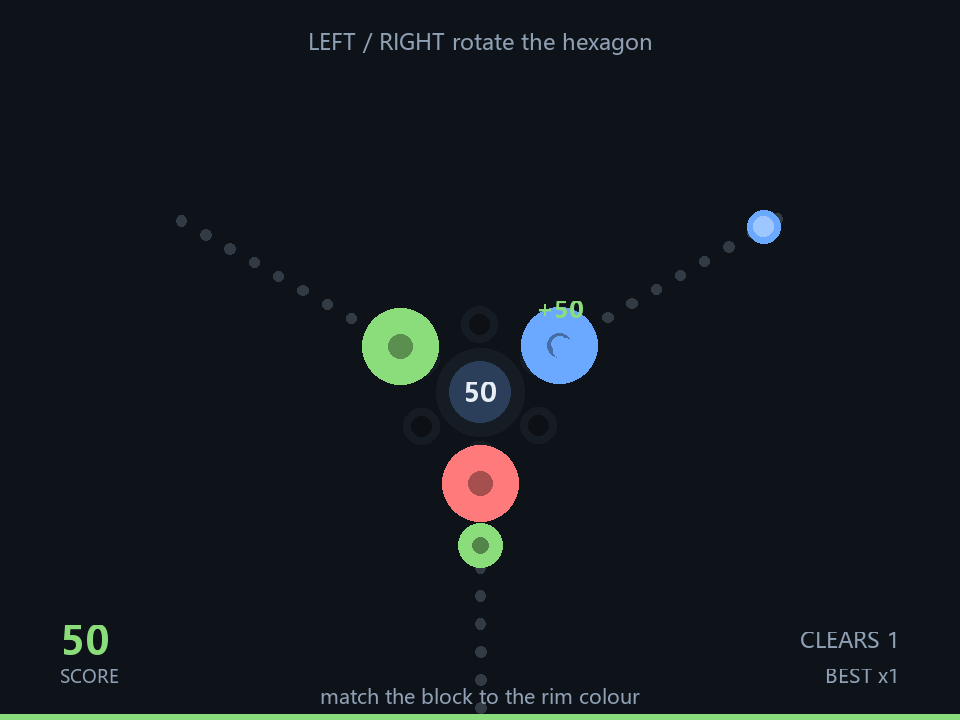 LEFT / RIGHT rotate the hexagon
+50
50
50
SCORE
CLEARS 1
BEST x1
match the block to the rim colour